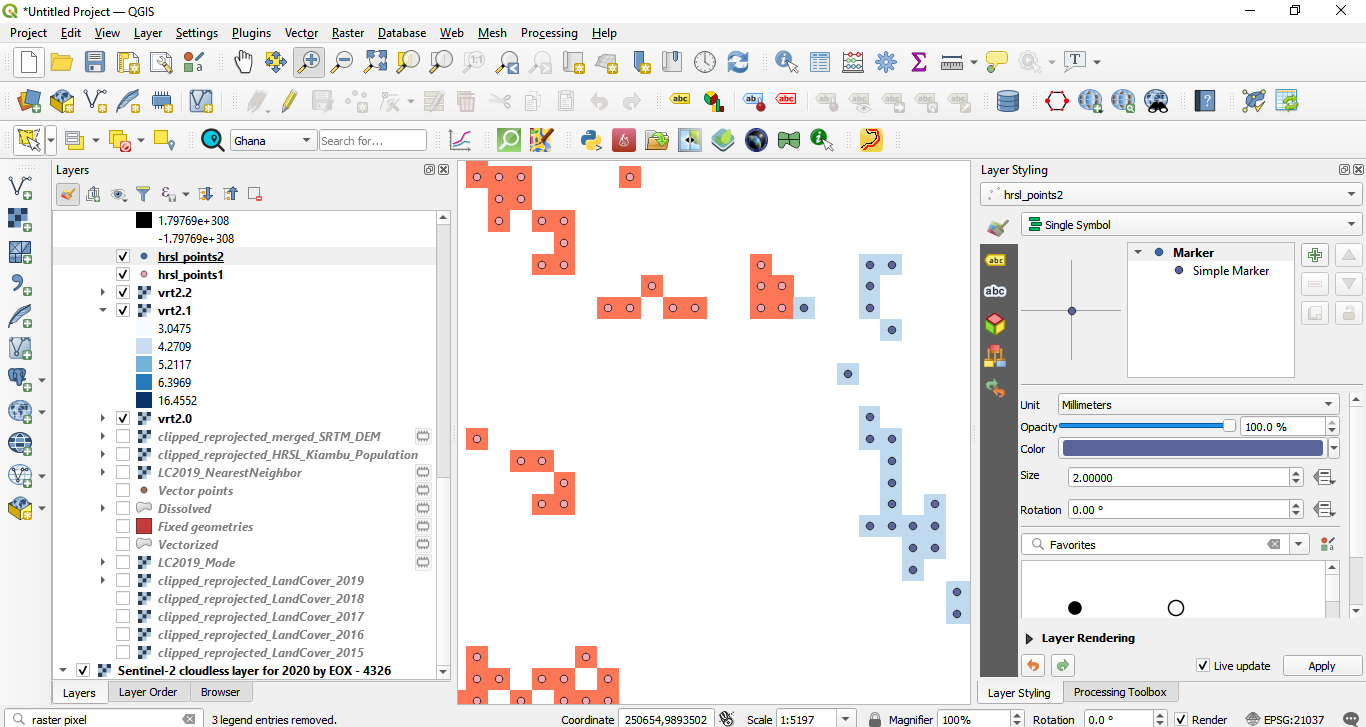 *Untitled Project — QGIS
Project Edit View Layer Settings Plugins Vector Raster Database Web Mesh Processing Help
Ghana Search for...
Layers
1.79769e+308
-1.79769e+308
hrsl_points2
hrsl_points1
vrt2.2
vrt2.1
3.0475
4.2709
5.2117
6.3969
16.4552
vrt2.0
clipped_reprojected_merged_SRTM_DEM
clipped_reprojected_HRSL_Kiambu_Population
LC2019_NearestNeighbor
Vector points
Dissolved
Fixed geometries
Vectorized
LC2019_Mode
clipped_reprojected_LandCover_2019
clipped_reprojected_LandCover_2018
clipped_reprojected_LandCover_2017
clipped_reprojected_LandCover_2016
clipped_reprojected_LandCover_2015
Sentinel-2 cloudless layer for 2020 by EOX - 4326
Layers Layer Order Browser
Layer Styling
hrsl_points2
Single Symbol
Marker
Simple Marker
Unit Millimeters
Opacity 100.0 %
Color
Size 2.00000
Rotation 0.00 °
Favorites
Layer Rendering
Live update Apply
Layer Styling Processing Toolbox
raster pixel 3 legend entries removed. Coordinate 250654,9893502 Scale 1:5197 Magnifier 100% Rotation 0.0 ° Render EPSG:21037